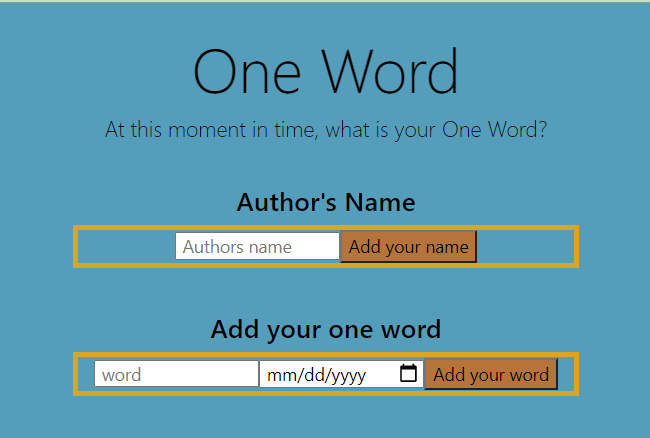 One Word
At this moment in time, what is your One Word?
Author's Name
Authors name Add your name
Add your one word
word mm/dd/yyyy Add your word